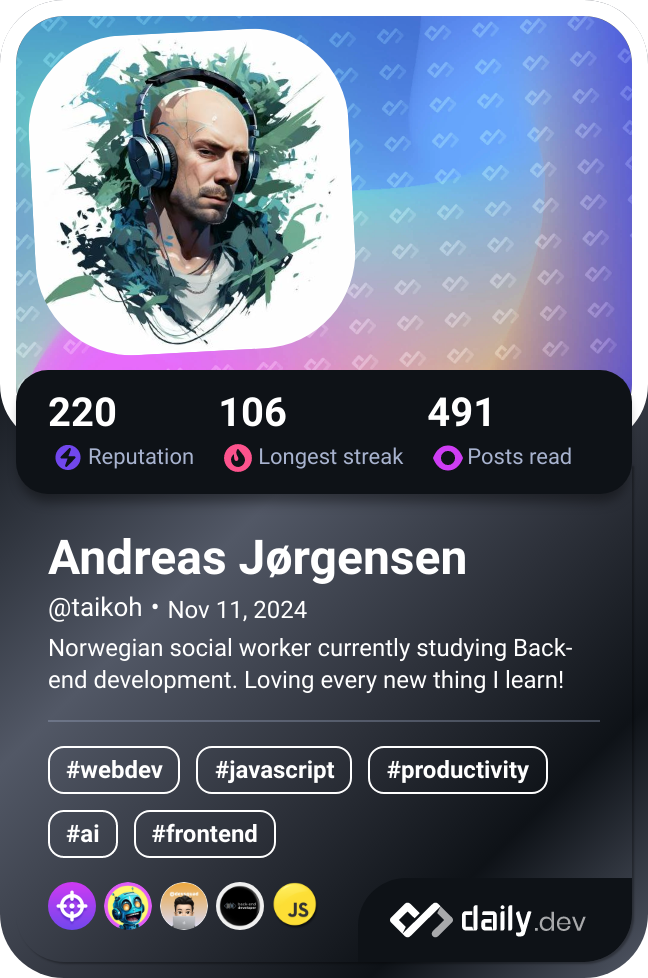 220 106 491
Reputation Longest streak Posts read
Andreas Jørgensen
@taikoh • Nov 11, 2024
Norwegian social worker currently studying Back-
end development. Loving every new thing I learn!
#webdev #javascript #productivity
#ai #frontend
JS
daily.dev